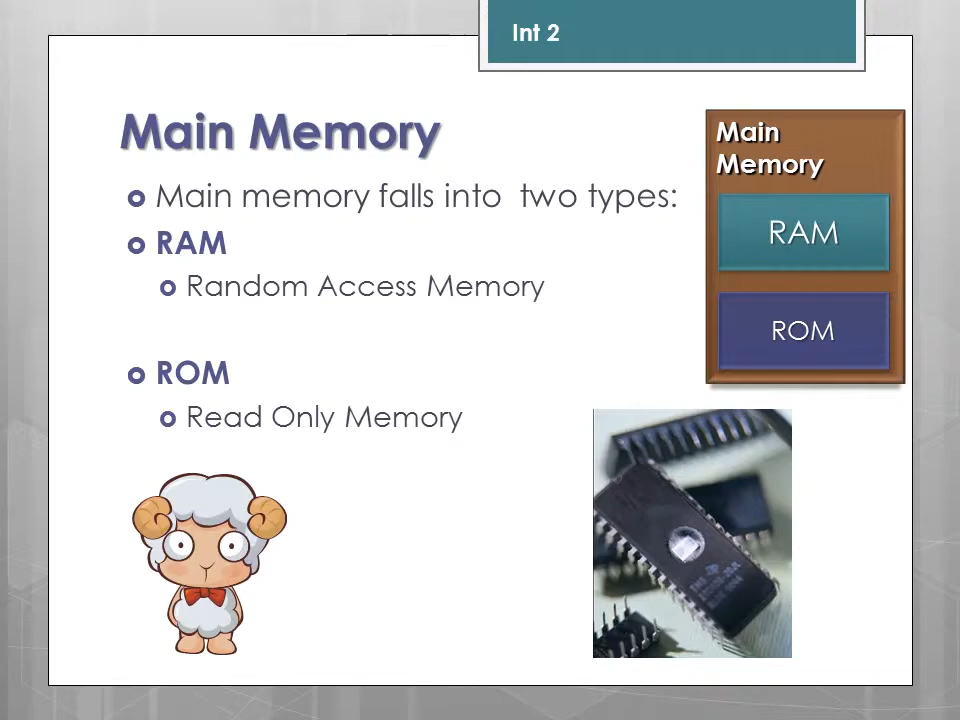 Int 2
Main Memory
Main memory falls into two types:
RAM
Random Access Memory
ROM
Read Only Memory
Main
Memory
RAM
ROM